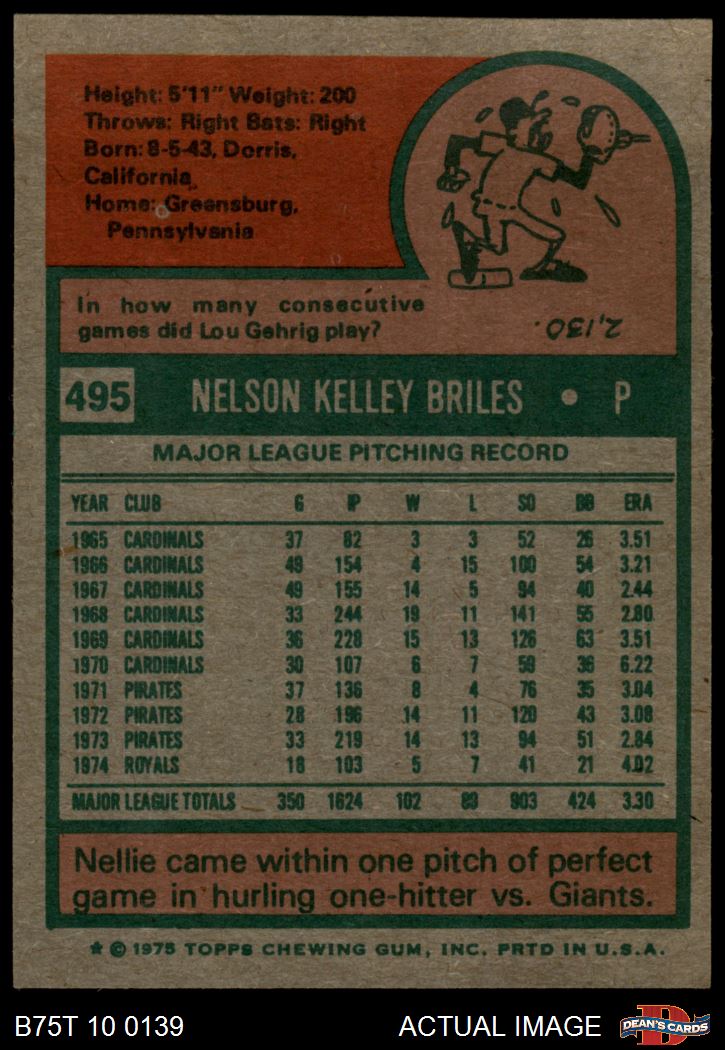 Height: 5'11" Weight: 200
Throws: Right Bats: Right
Born: 8-5-43, Dorris,
California
Home: Greensburg,
Pennsylvania
In how many consecutive
games did Lou Gehrig play?
2,130.
495 NELSON KELLEY BRILES • P
MAJOR LEAGUE PITCHING RECORD
YEAR CLUB G IP W L SO BB ERA
1965 CARDINALS 37 82 3 3 52 26 3.51
1966 CARDINALS 49 154 4 15 100 54 3.21
1967 CARDINALS 49 155 14 5 94 40 2.44
1968 CARDINALS 33 244 19 11 141 55 2.80
1969 CARDINALS 36 228 15 13 126 63 3.51
1970 CARDINALS 30 107 6 7 59 36 6.22
1971 PIRATES 37 136 8 4 76 35 3.04
1972 PIRATES 28 196 14 11 120 43 3.08
1973 PIRATES 33 219 14 13 94 51 2.84
1974 ROYALS 18 103 5 7 41 21 4.02
MAJOR LEAGUE TOTALS 350 1624 102 89 903 424 3.30
Nellie came within one pitch of perfect
game in hurling one-hitter vs. Giants.
* © 1975 TOPPS CHEWING GUM, INC. PRTD IN U.S.A.
B75T 10 0139 ACTUAL IMAGE D DEAN'S CARDS